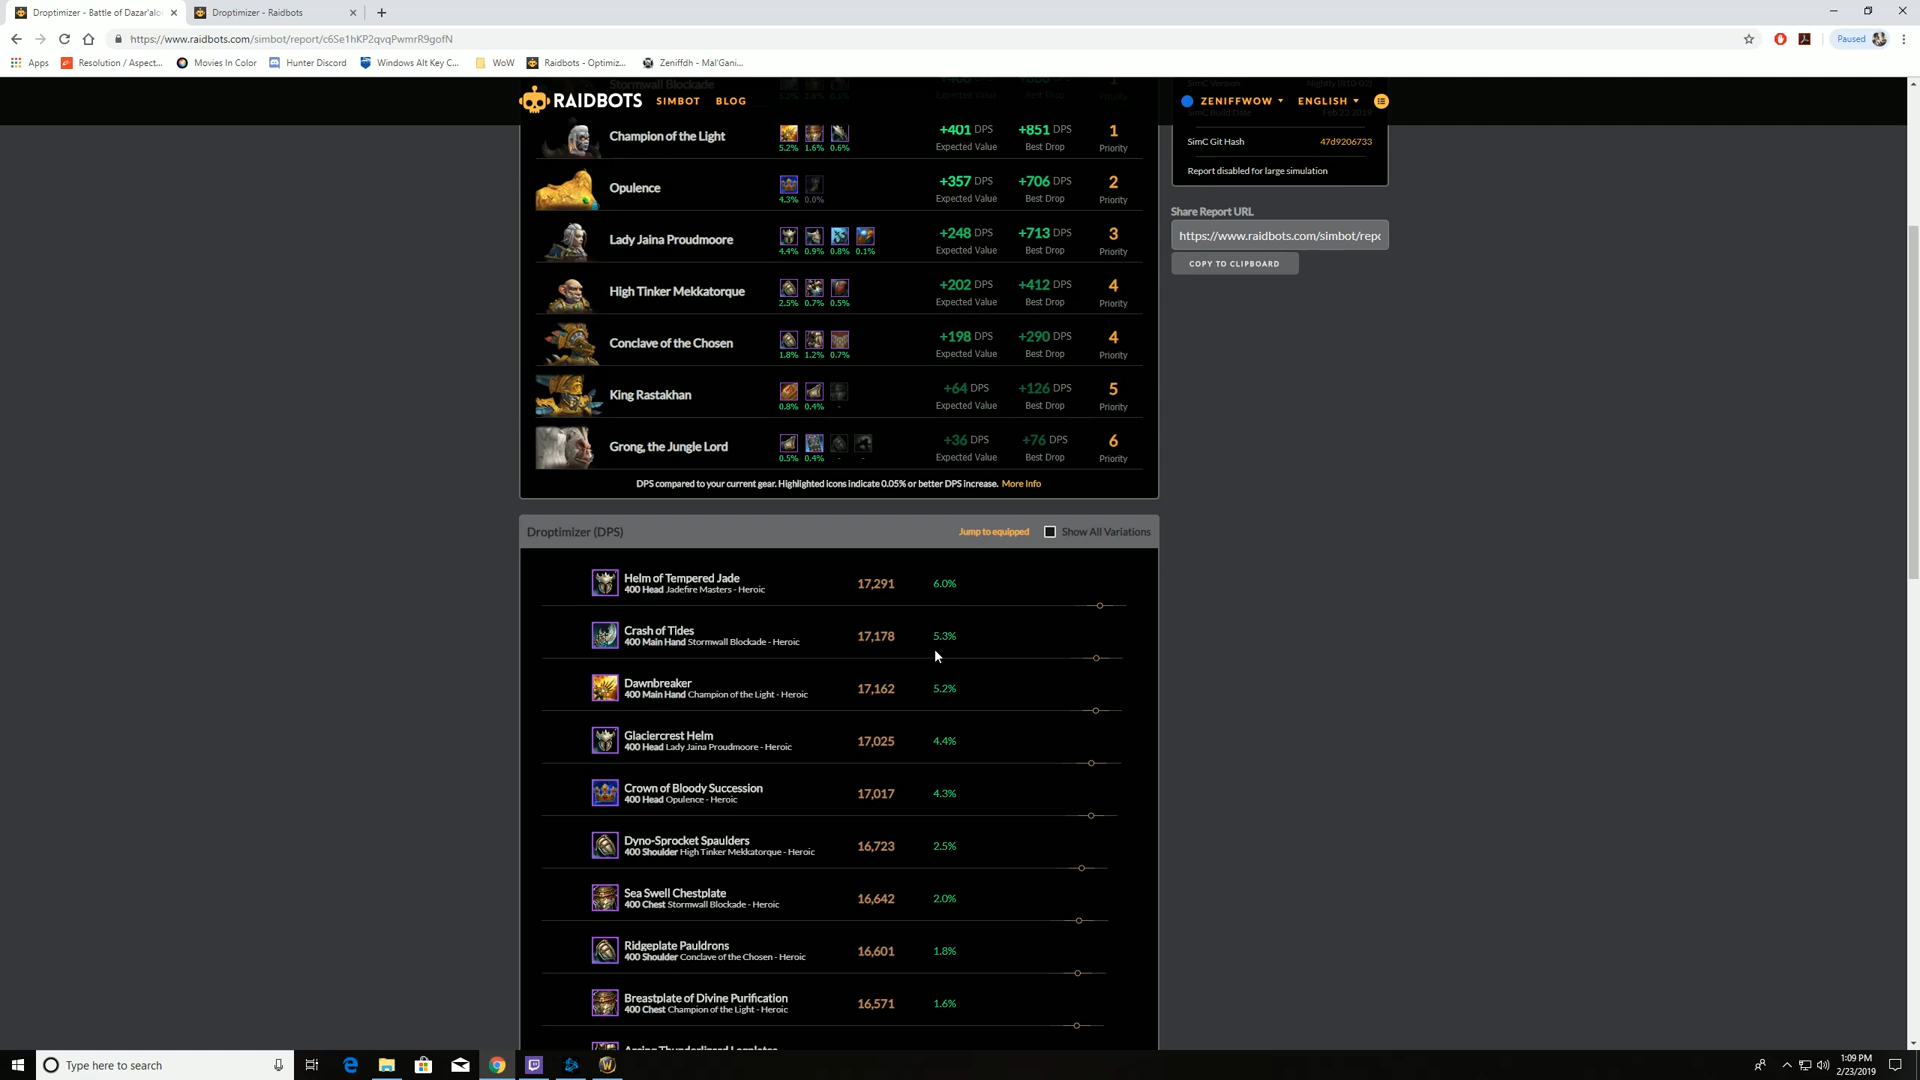 Droptimizer - Battle of Dazar'alo
Droptimizer - Raidbots
https://www.raidbots.com/simbot/report/c6Se1hKP2qvqPwmrR9gofN
Paused
Apps
Resolution / Aspect...
Movies In Color
Hunter Discord
Windows Alt Key C...
WoW
Raidbots - Optimiz...
Zeniffdh - Mal'Gani...
Stormwall Blockade
RAIDBOTS SIMBOT BLOG
ZENIFFWOW ENGLISH
SimC Build Date Feb 23 2019
SimC Git Hash 47d9206733
Report disabled for large simulation
Share Report URL
https://www.raidbots.com/simbot/repo
COPY TO CLIPBOARD
Champion of the Light +401 DPS +851 DPS 1
5.2% 1.6% 0.6% Expected Value Best Drop Priority
Opulence +357 DPS +706 DPS 2
4.3% 0.0% Expected Value Best Drop Priority
Lady Jaina Proudmoore +248 DPS +713 DPS 3
4.4% 0.9% 0.8% 0.1% Expected Value Best Drop Priority
High Tinker Mekkatorque +202 DPS +412 DPS 4
2.5% 0.7% 0.5% Expected Value Best Drop Priority
Conclave of the Chosen +198 DPS +290 DPS 4
1.8% 1.2% 0.7% Expected Value Best Drop Priority
King Rastakhan +64 DPS +126 DPS 5
0.8% 0.4% - Expected Value Best Drop Priority
Grong, the Jungle Lord +36 DPS +76 DPS 6
0.5% 0.4% - - Expected Value Best Drop Priority
DPS compared to your current gear. Highlighted icons indicate 0.05% or better DPS increase. More Info
Droptimizer (DPS) Jump to equipped Show All Variations
Helm of Tempered Jade 17,291 6.0%
400 Head Jadefire Masters - Heroic
Crash of Tides 17,178 5.3%
400 Main Hand Stormwall Blockade - Heroic
Dawnbreaker 17,162 5.2%
400 Main Hand Champion of the Light - Heroic
Glaciercrest Helm 17,025 4.4%
400 Head Lady Jaina Proudmoore - Heroic
Crown of Bloody Succession 17,017 4.3%
400 Head Opulence - Heroic
Dyno-Sprocket Spaulders 16,723 2.5%
400 Shoulder High Tinker Mekkatorque - Heroic
Sea Swell Chestplate 16,642 2.0%
400 Chest Stormwall Blockade - Heroic
Ridgeplate Pauldrons 16,601 1.8%
400 Shoulder Conclave of the Chosen - Heroic
Breastplate of Divine Purification 16,571 1.6%
400 Chest Champion of the Light - Heroic
Type here to search
1:09 PM
2/23/2019